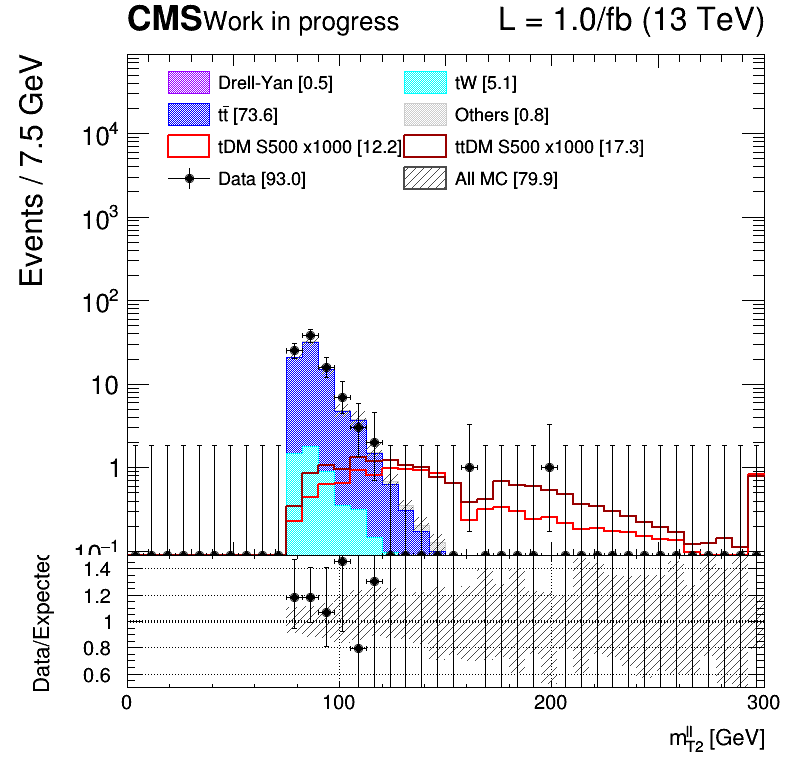 CMS Work in progress L = 1.0/fb (13 TeV)
Events / 7.5 GeV
Drell-Yan [0.5] tW [5.1]
tt̄ [73.6] Others [0.8]
tDM S500 x1000 [12.2] ttDM S500 x1000 [17.3]
Data [93.0] All MC [79.9]
10⁴
10³
10²
10
1
10⁻¹
Data/Expected
1.4
1.2
1
0.8
0.6
0 100 200 300
m_T2^ll [GeV]